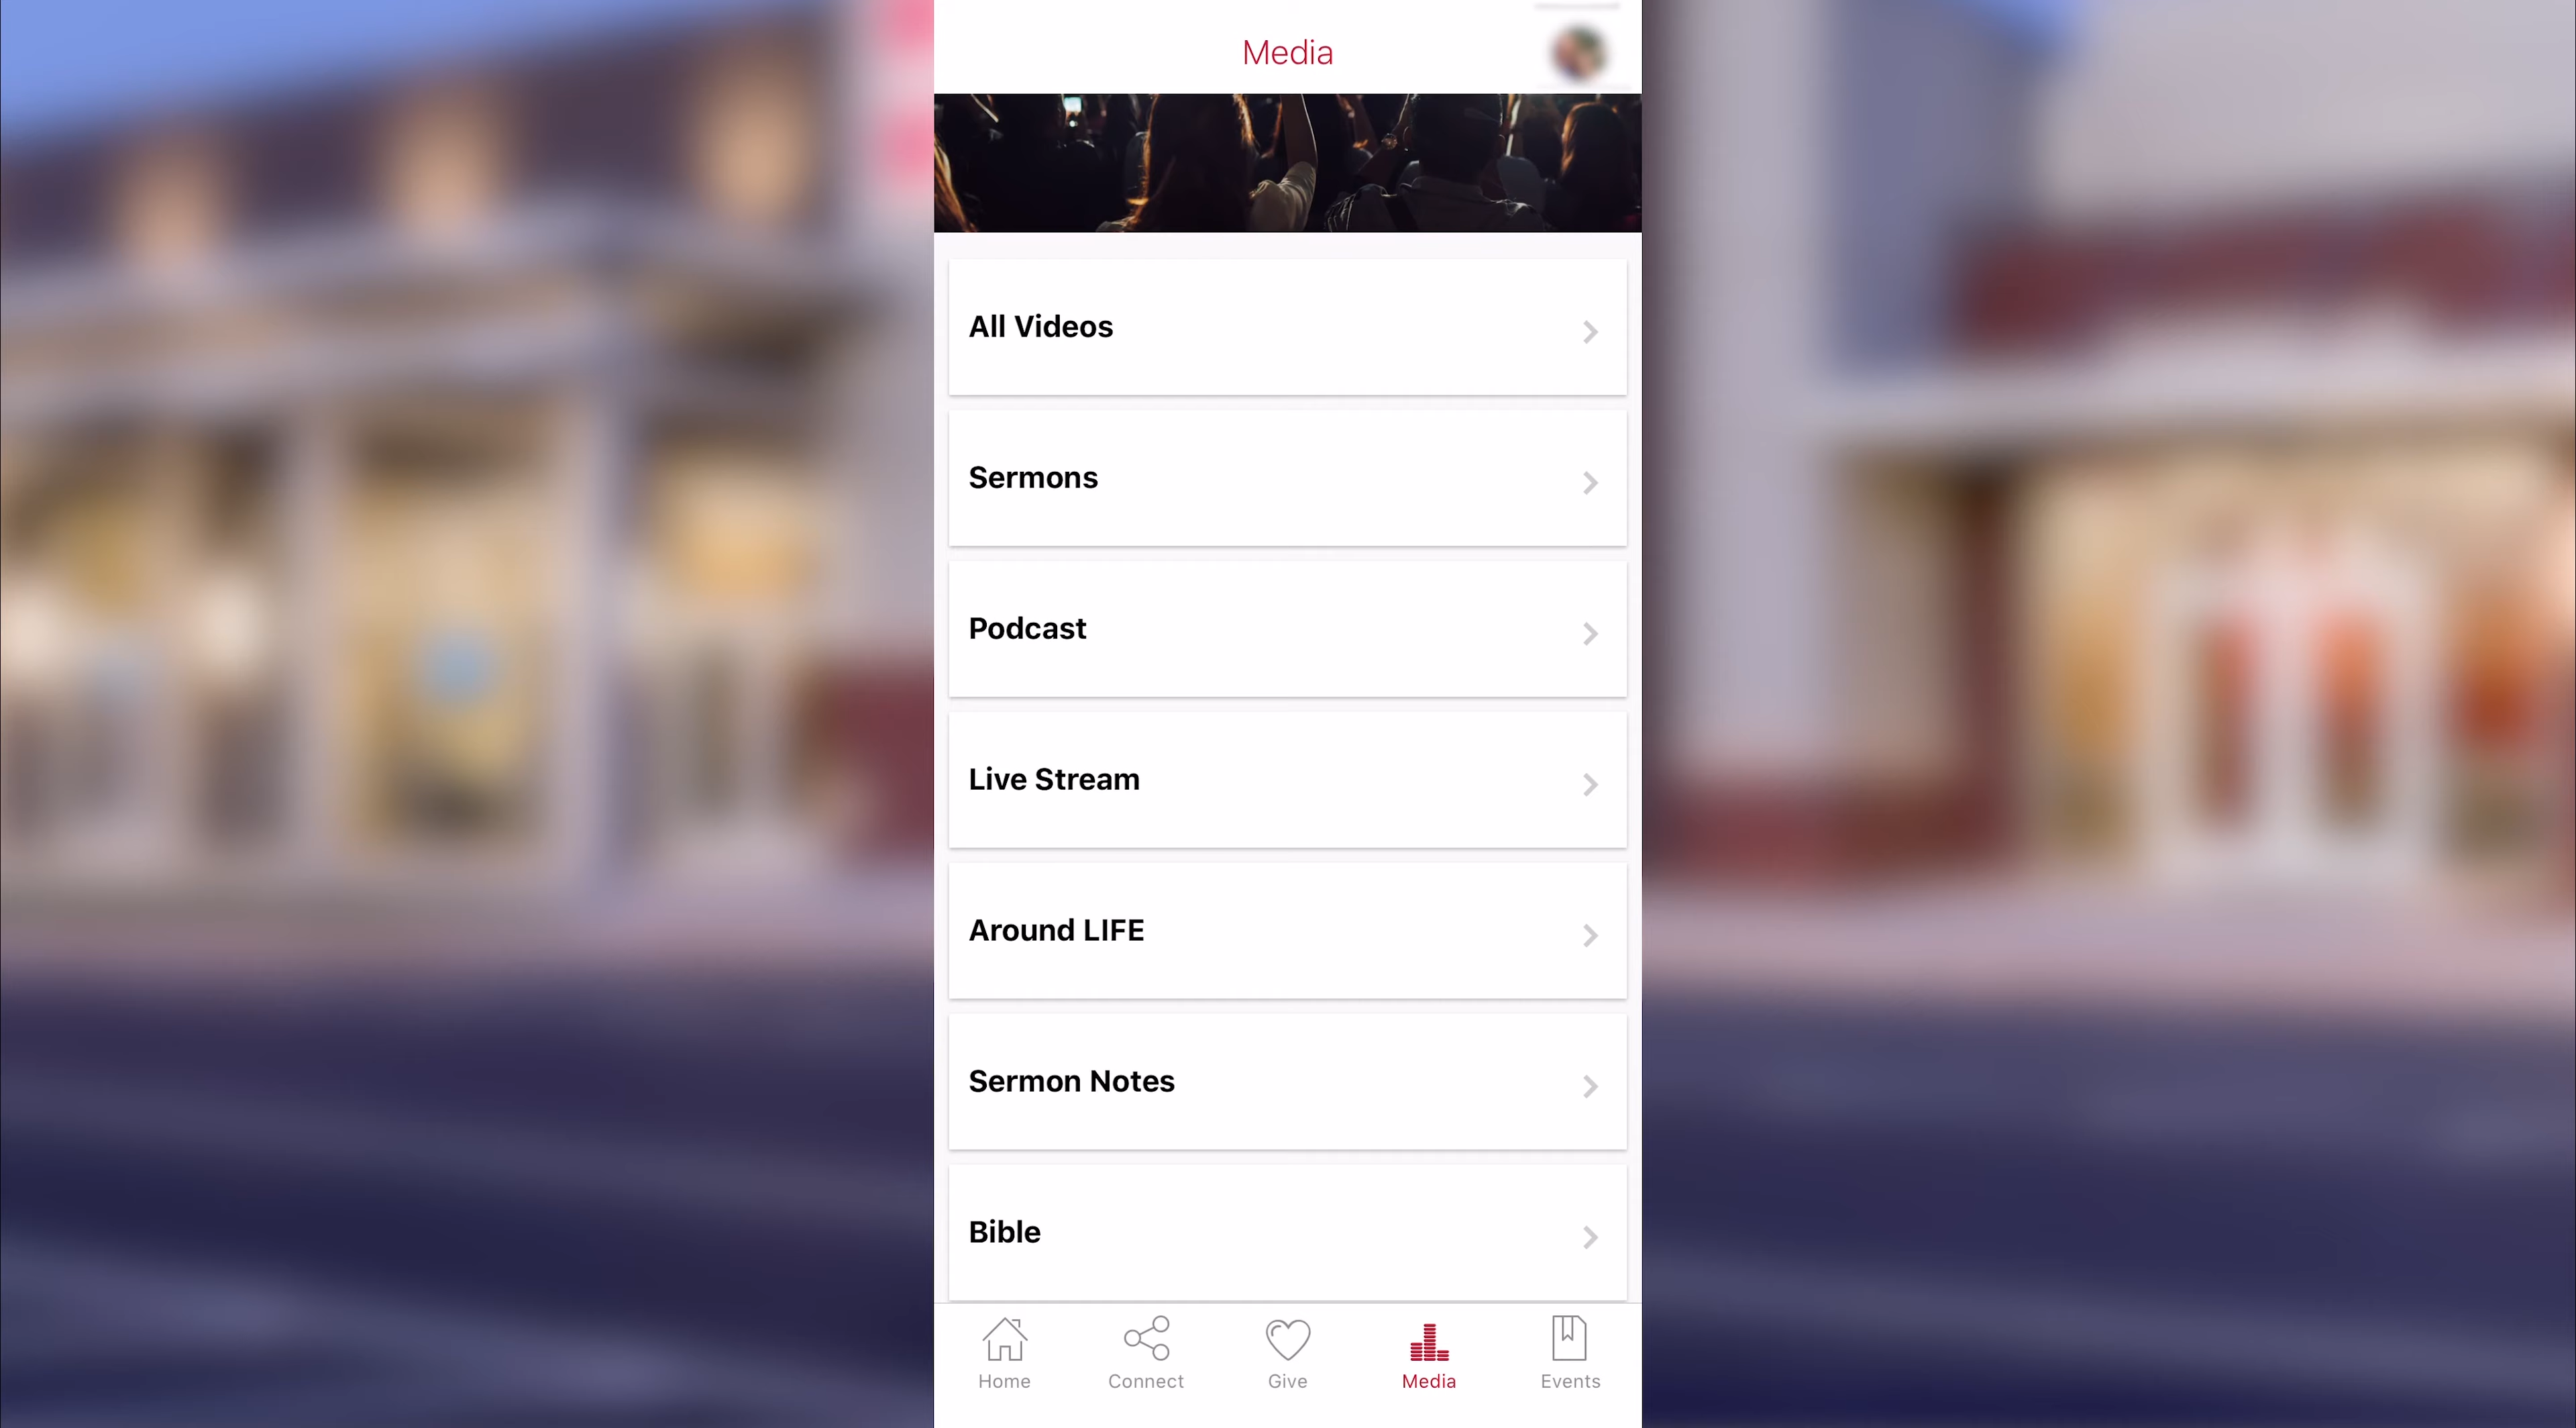 Media
All Videos
Sermons
Podcast
Live Stream
Around LIFE
Sermon Notes
Bible
Home
Connect
Give
Media
Events